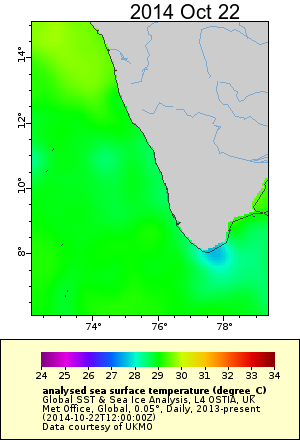 2014 Oct 22
14°
12°
10°
8°
74° 76° 78°
24 25 26 27 28 29 30 31 32 33 34
analysed sea surface temperature (degree_C)
Global SST & Sea Ice Analysis, L4 OSTIA, UK
Met Office, Global, 0.05°, Daily, 2013-present
(2014-10-22T12:00:00Z)
Data courtesy of UKMO